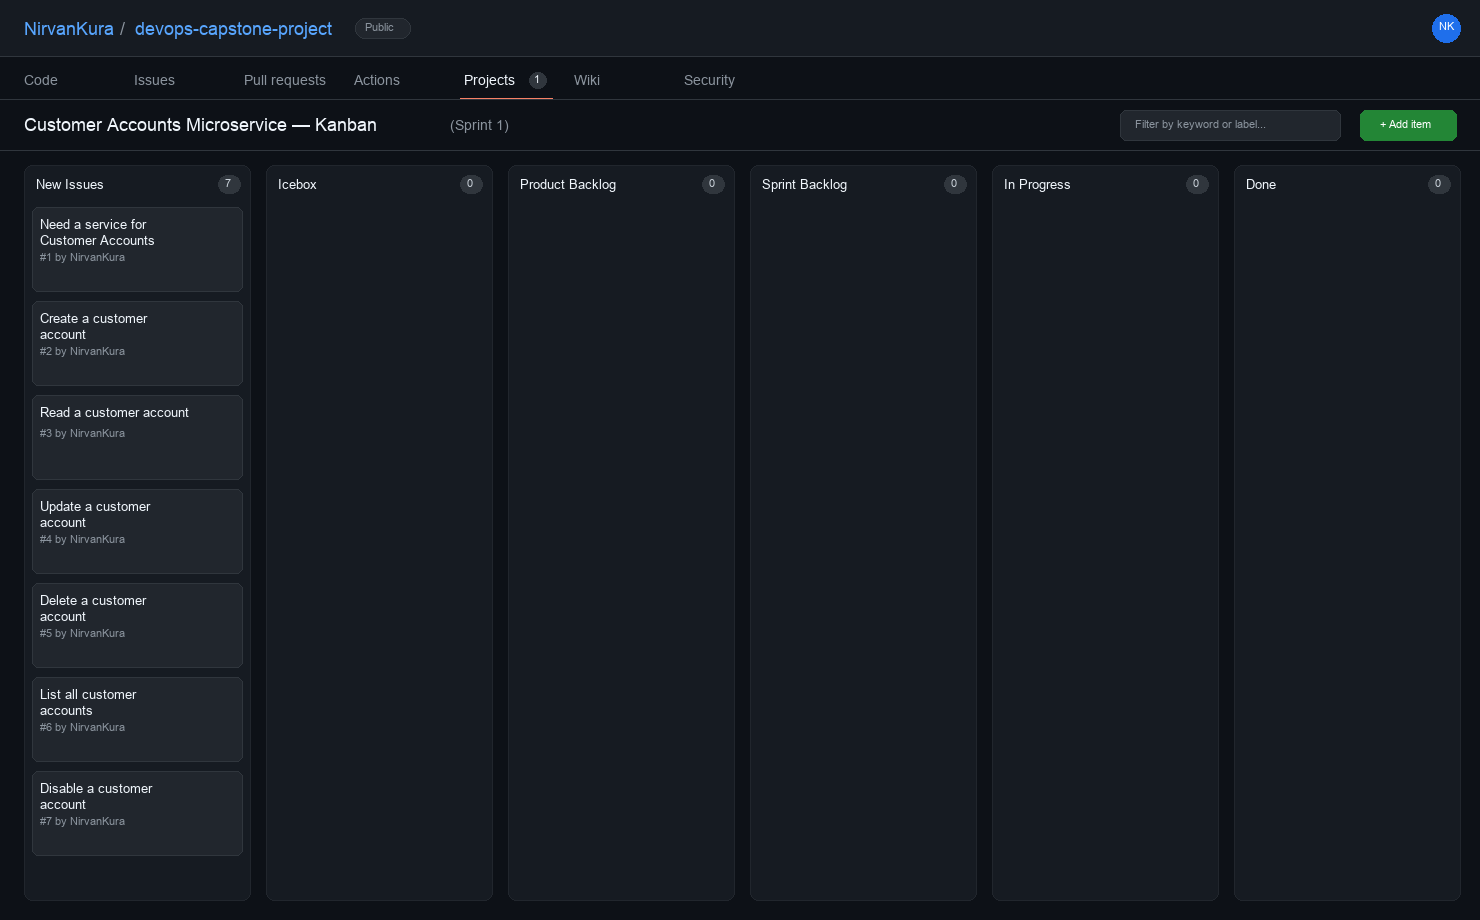 NirvanKura / devops-capstone-project Public NK
Code Issues Pull requests Actions Projects 1 Wiki Security
Customer Accounts Microservice — Kanban (Sprint 1) Filter by keyword or label... + Add item
New Issues 7
Need a service for
Customer Accounts
#1 by NirvanKura
Create a customer
account
#2 by NirvanKura
Read a customer account
#3 by NirvanKura
Update a customer
account
#4 by NirvanKura
Delete a customer
account
#5 by NirvanKura
List all customer
accounts
#6 by NirvanKura
Disable a customer
account
#7 by NirvanKura
Icebox 0
Product Backlog 0
Sprint Backlog 0
In Progress 0
Done 0